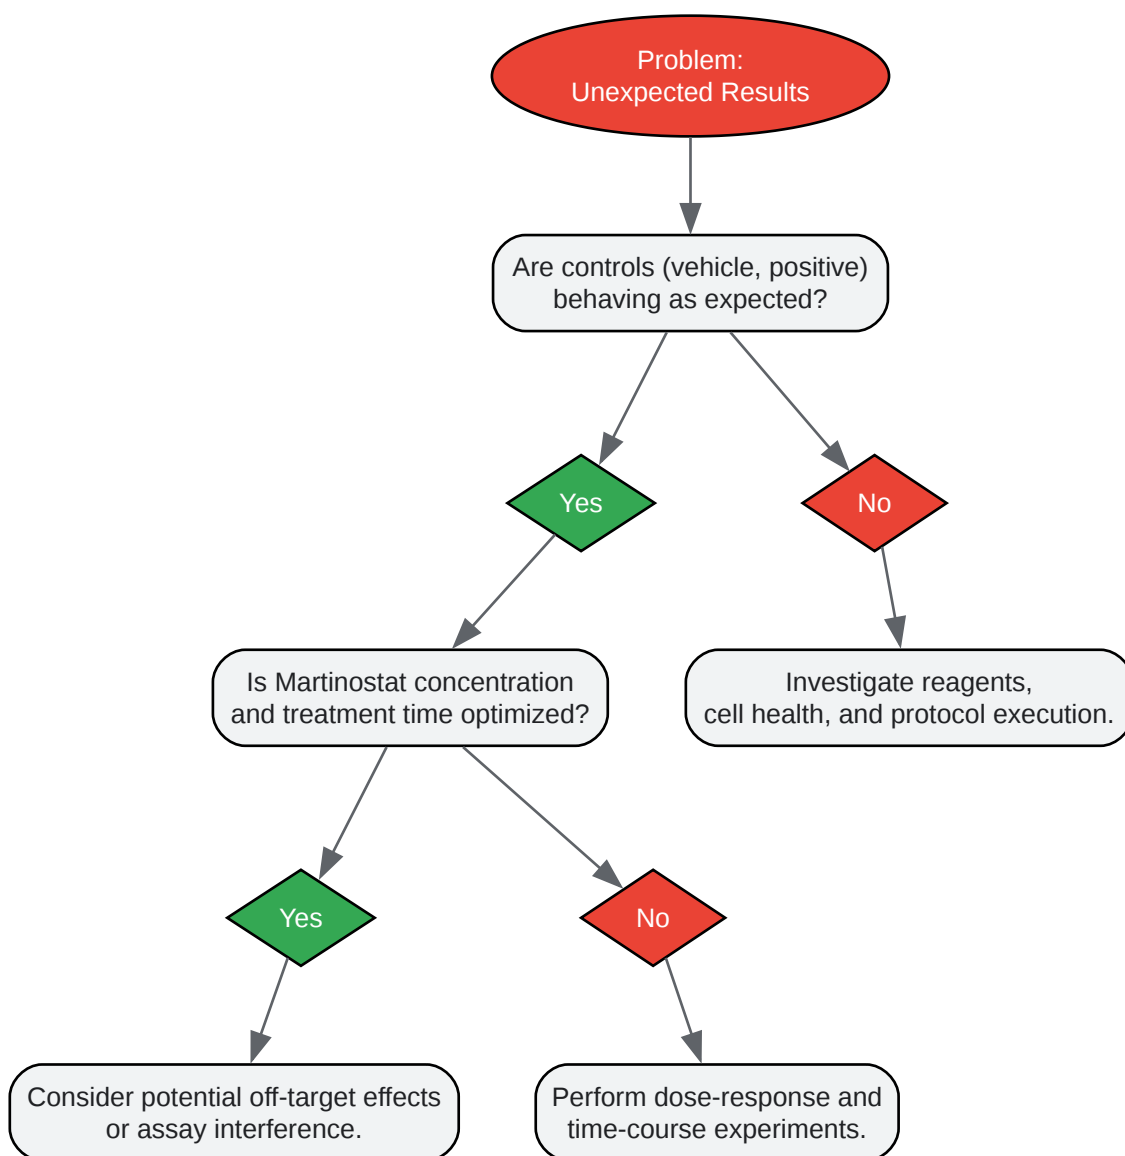 Problem:
Unexpected Results
Are controls (vehicle, positive)
behaving as expected?
Yes
No
Is Martinostat concentration
and treatment time optimized?
Investigate reagents,
cell health, and protocol execution.
Yes
No
Consider potential off-target effects
or assay interference.
Perform dose-response and
time-course experiments.